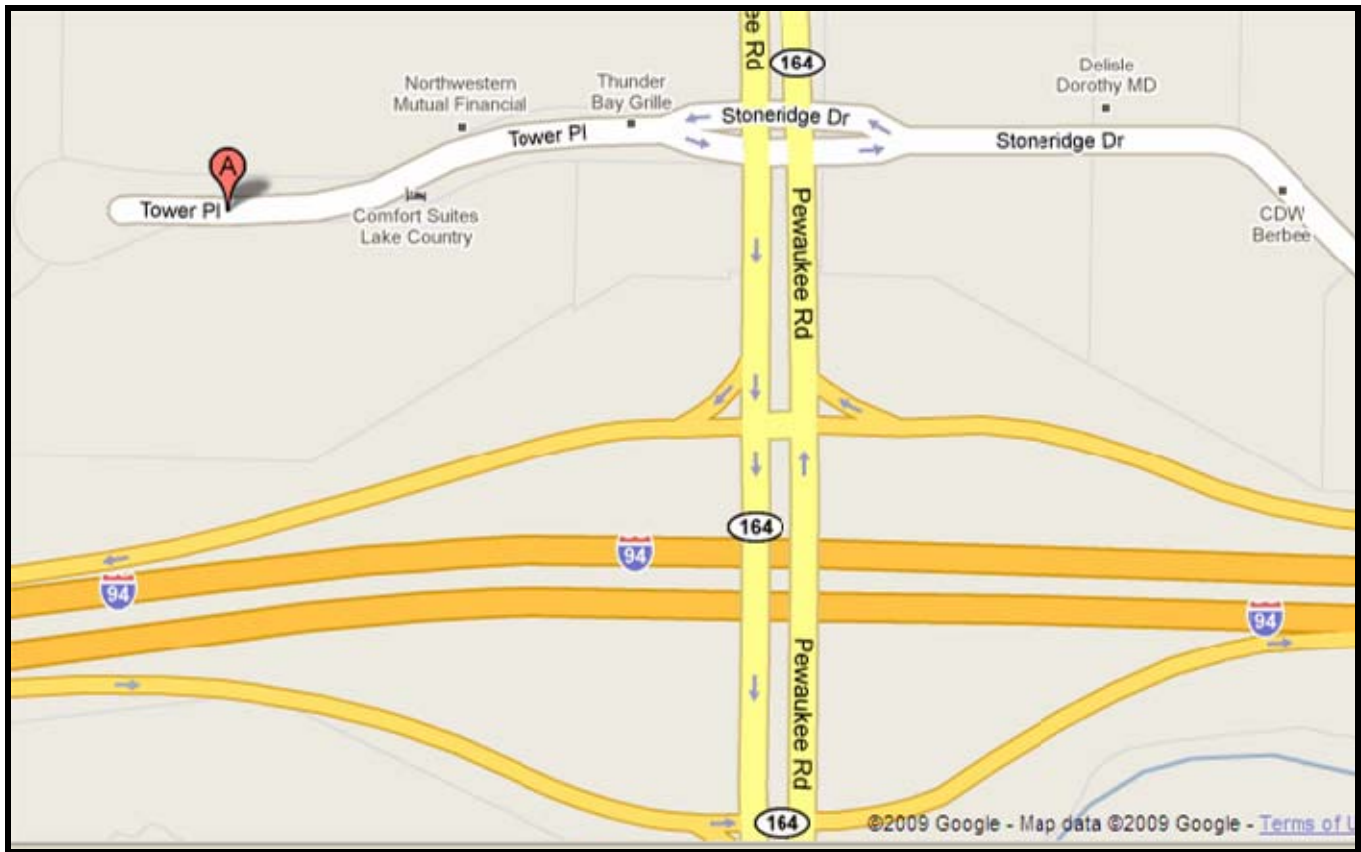 ee Rd
164
Northwestern
Mutual Financial
Thunder
Bay Grille
Delisle
Dorothy MD
Stoneridge Dr
Tower Pl
Stoneridge Dr
A
Tower Pl
Comfort Suites
Lake Country
Pewaukee Rd
CDW
Berbee
164
94
94
94
Pewaukee Rd
164
©2009 Google - Map data ©2009 Google - Terms of U